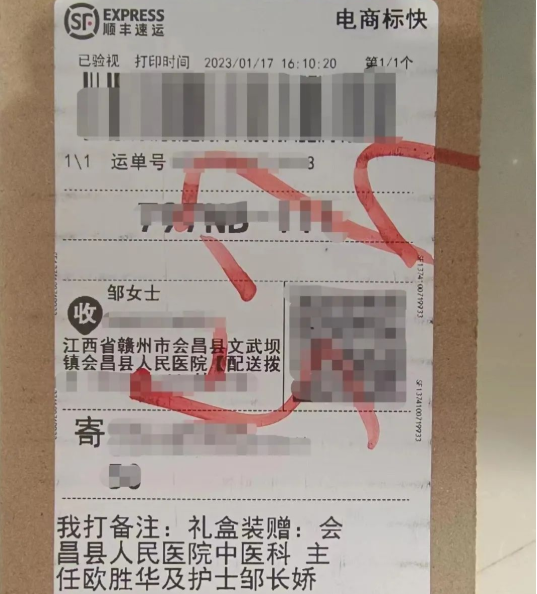 SF EXPRESS
顺丰速运
电商标快
已验视 打印时间 2023/01/17 16:10:20 第1/1个
1\1 运单号 3
邹女士
收
江西省赣州市会昌县文武坝
镇会昌县人民医院【配送拨
寄
SF1374100719933
SF1374100719933
我打备注：礼盒装赠：会
昌县人民医院中医科 主
任欧胜华及护士邹长娇